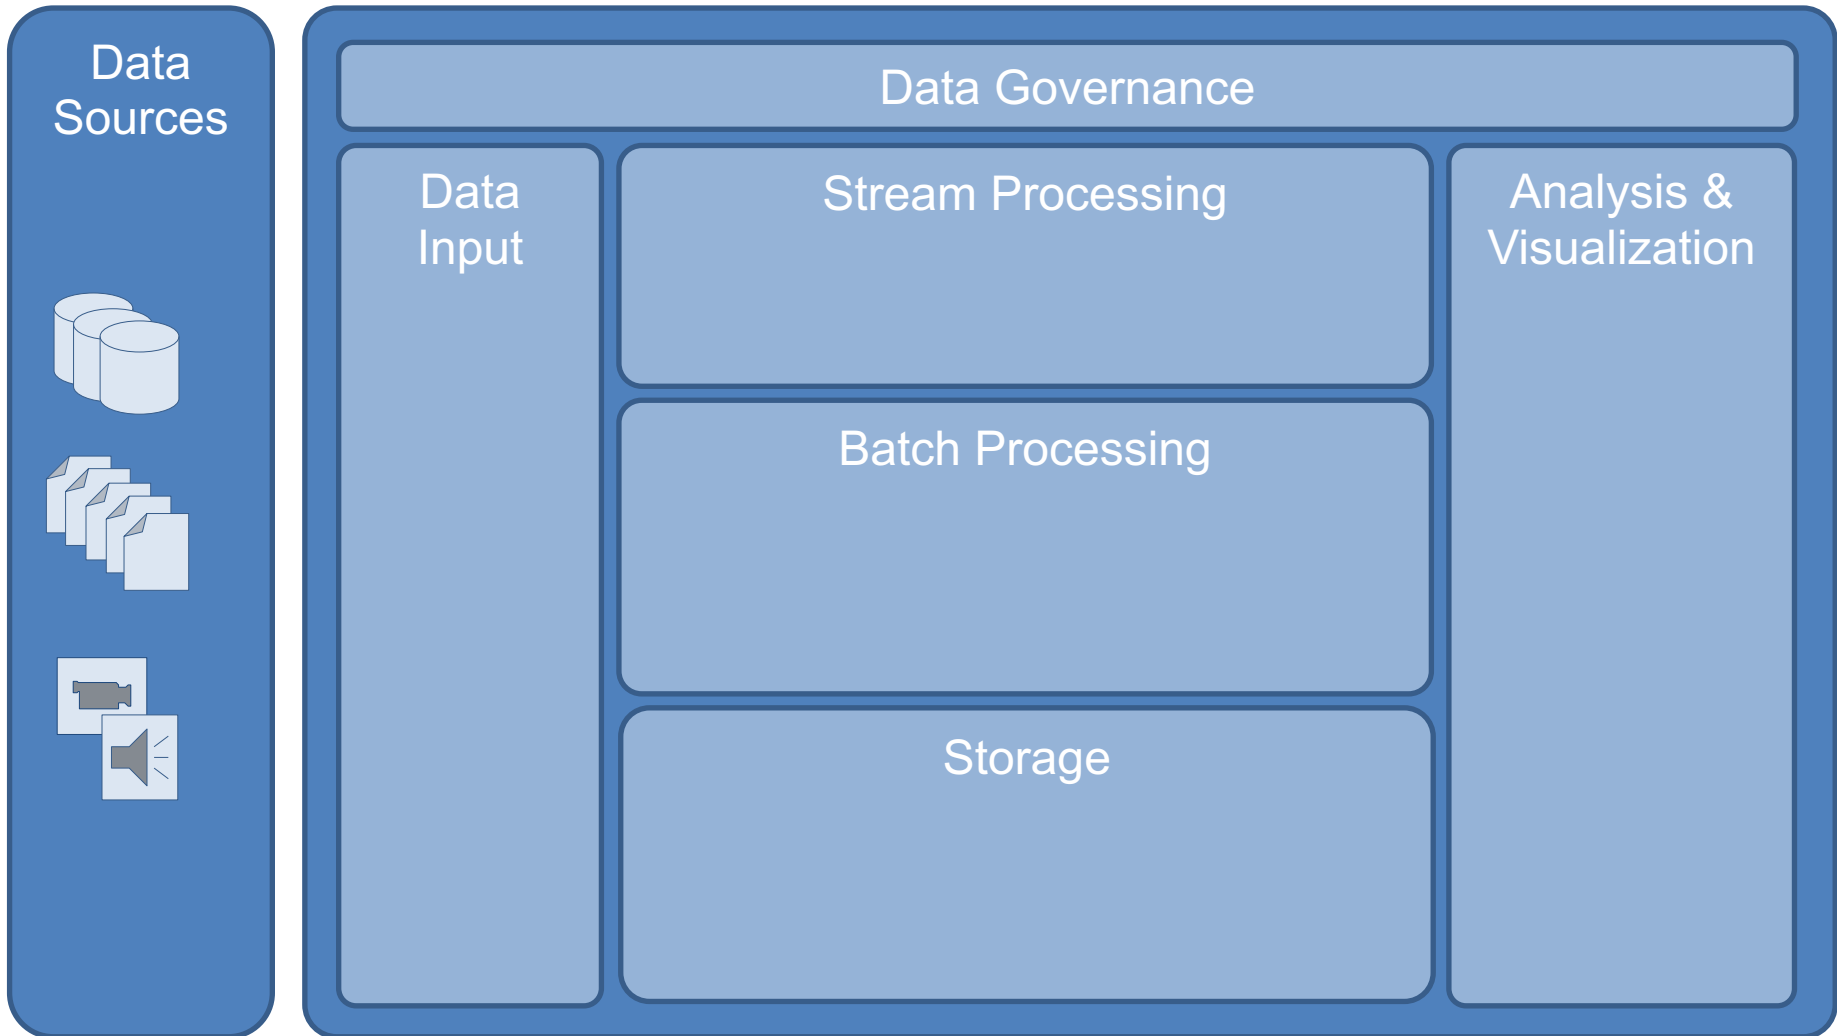 Data
Sources
Data Governance
Data
Input
Stream Processing
Analysis &
Visualization
Batch Processing
Storage